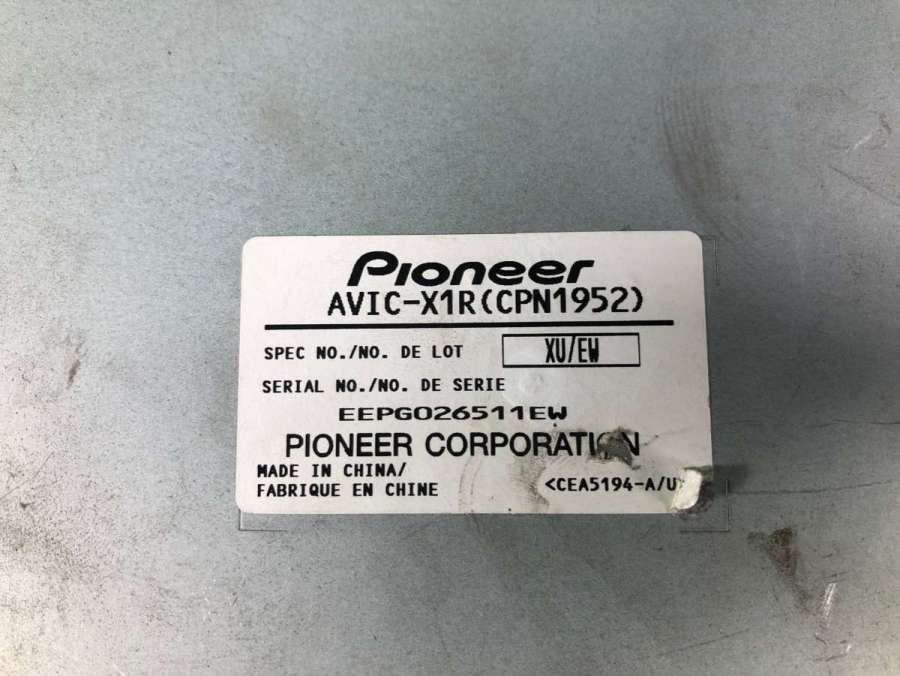 Pioneer
AVIC-X1R(CPN1952)
SPEC NO./NO. DE LOT XU/EW
SERIAL NO./NO. DE SERIE
EEPG026511EW
PIONEER CORPORATION
MADE IN CHINA/
FABRIQUE EN CHINE <CEA5194-A/U>